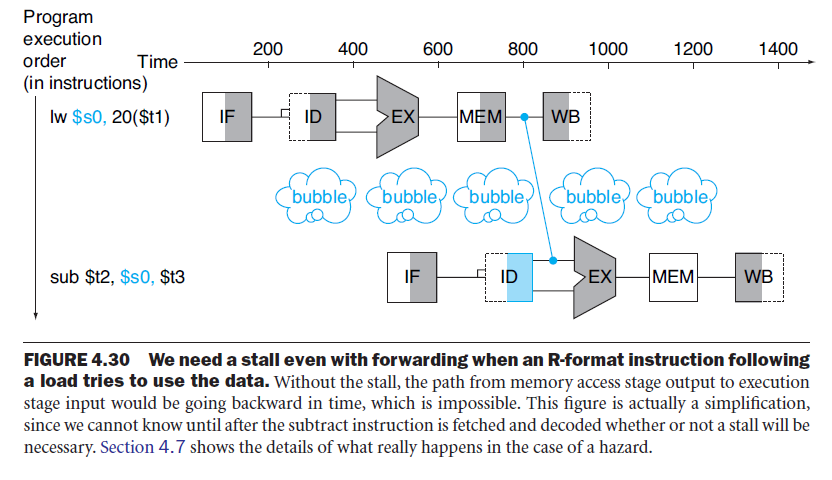 Program
execution
order
(in instructions)
Time
200 400 600 800 1000 1200 1400
lw $s0, 20($t1)
IF ID EX MEM WB
bubble bubble bubble bubble bubble
sub $t2, $s0, $t3
IF ID EX MEM WB
FIGURE 4.30 We need a stall even with forwarding when an R-format instruction following
a load tries to use the data. Without the stall, the path from memory access stage output to execution
stage input would be going backward in time, which is impossible. This figure is actually a simplification,
since we cannot know until after the subtract instruction is fetched and decoded whether or not a stall will be
necessary. Section 4.7 shows the details of what really happens in the case of a hazard.